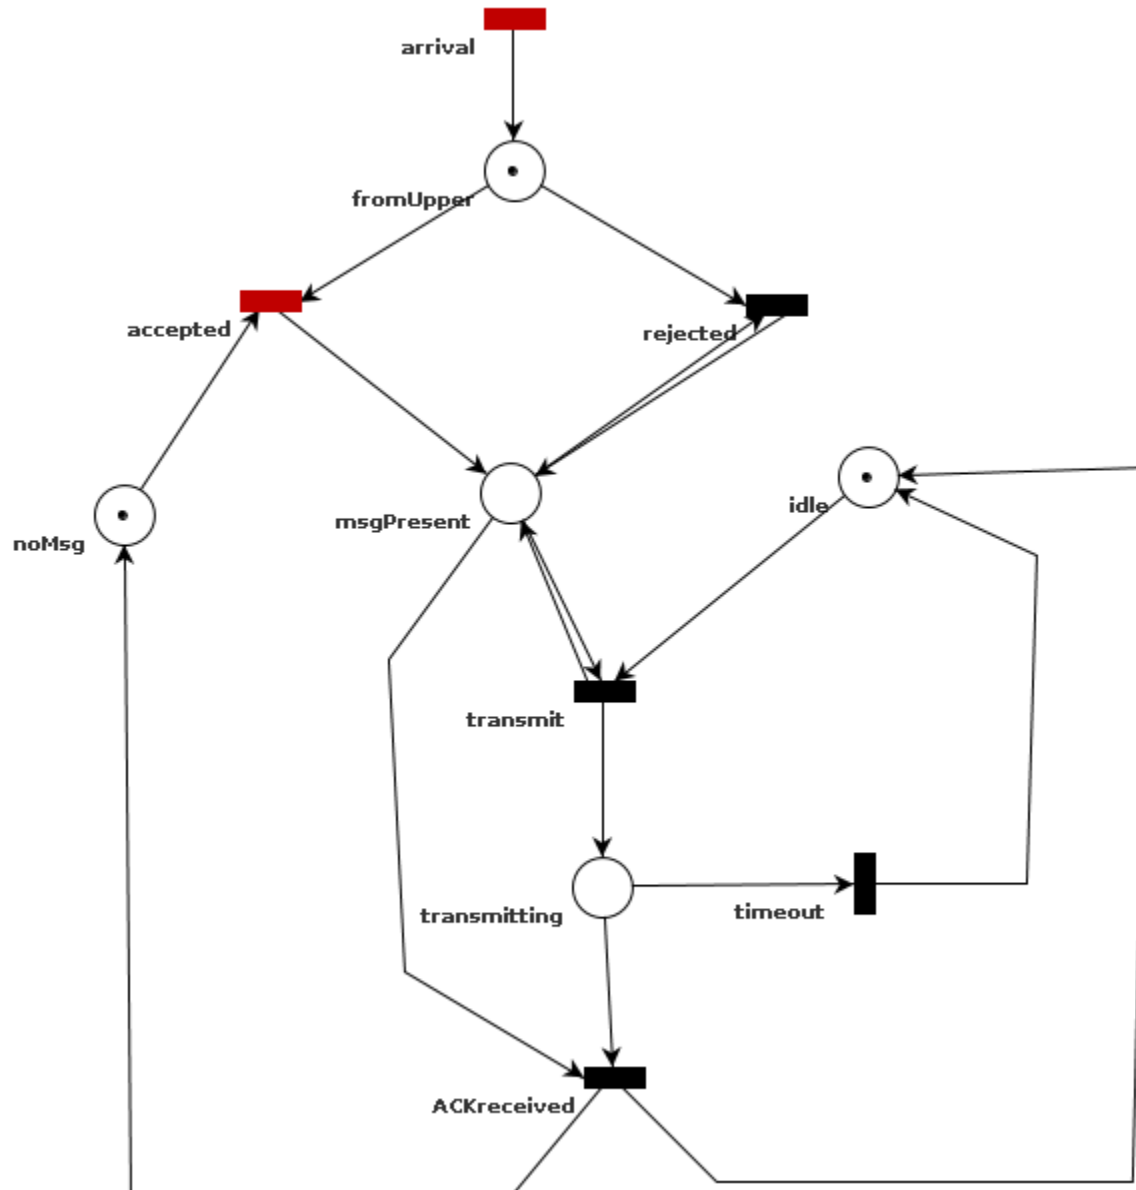 arrival
fromUpper
accepted
rejected
idle
msgPresent
noMsg
transmit
transmitting
timeout
ACKreceived